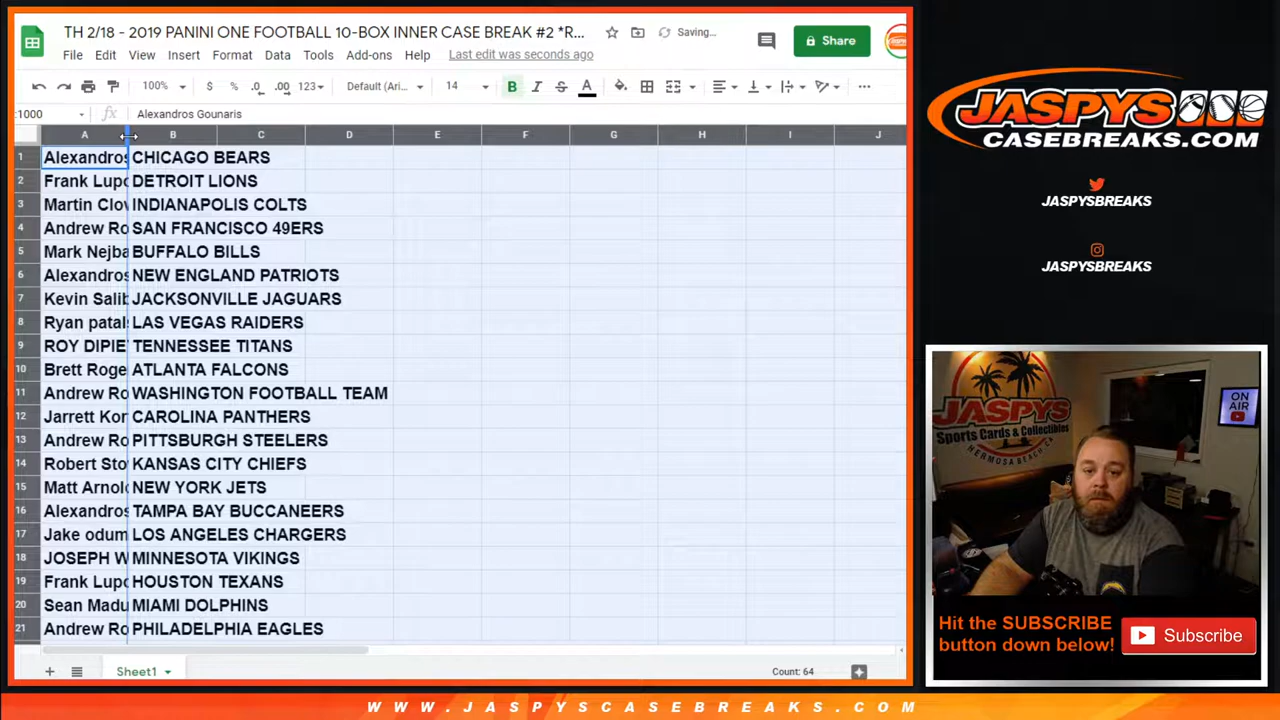 TH 2/18 - 2019 PANINI ONE FOOTBALL 10-BOX INNER CASE BREAK #2 *R...
Saving...
Share
File Edit View Insert Format Data Tools Add-ons Help Last edit was seconds ago
100% $ % .0 .00 123 Default (Ari... 14 B I S A
:1000 fx Alexandros Gounaris
A B C D E F G H I J
1 Alexandros CHICAGO BEARS
2 Frank Lupo DETROIT LIONS
3 Martin Clov INDIANAPOLIS COLTS
4 Andrew Ro SAN FRANCISCO 49ERS
5 Mark Nejba BUFFALO BILLS
6 Alexandros NEW ENGLAND PATRIOTS
7 Kevin Salib JACKSONVILLE JAGUARS
8 Ryan patal LAS VEGAS RAIDERS
9 ROY DIPIE TENNESSEE TITANS
10 Brett Roge ATLANTA FALCONS
11 Andrew Ro WASHINGTON FOOTBALL TEAM
12 Jarrett Kor CAROLINA PANTHERS
13 Andrew Ro PITTSBURGH STEELERS
14 Robert Sto KANSAS CITY CHIEFS
15 Matt Arnol NEW YORK JETS
16 Alexandros TAMPA BAY BUCCANEERS
17 Jake odum LOS ANGELES CHARGERS
18 JOSEPH W MINNESOTA VIKINGS
19 Frank Lupo HOUSTON TEXANS
20 Sean Madu MIAMI DOLPHINS
21 Andrew Ro PHILADELPHIA EAGLES
Sheet1
Count: 64
JASPYS
CASEBREAKS.COM
JASPYSBREAKS
JASPYSBREAKS
JASPYS
Sports Cards & Collectibles
HERMOSA BEACH, CA
ON
AIR
Hit the SUBSCRIBE
button down below!
Subscribe
WWW.JASPYSCASEBREAKS.COM